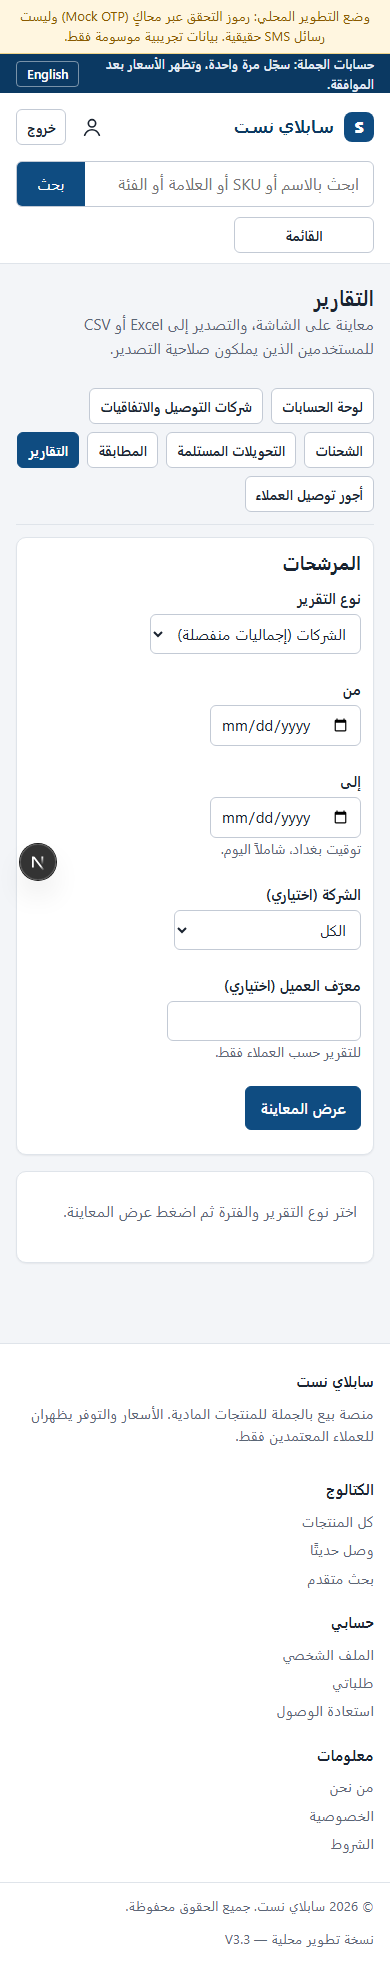 وضع التطوير المحلي: رموز التحقق عبر محاكٍ (Mock OTP) وليست
رسائل SMS حقيقية. بيانات تجريبية موسومة فقط.
حسابات الجملة: سجّل مرة واحدة، وتظهر الأسعار بعد
الموافقة.
English
سابلاي نست
S
خروج
ابحث بالاسم أو SKU أو العلامة أو الفئة
بحث
القائمة
التقارير
معاينة على الشاشة، والتصدير إلى Excel أو CSV
للمستخدمين الذين يملكون صلاحية التصدير.
لوحة الحسابات
شركات التوصيل والاتفاقيات
الشحنات
التحويلات المستلمة
المطابقة
التقارير
أجور توصيل العملاء
المرشحات
نوع التقرير
الشركات (إجماليات منفصلة)
من
mm/dd/yyyy
إلى
mm/dd/yyyy
توقيت بغداد، شاملاً اليوم.
N
الشركة (اختياري)
الكل
معرّف العميل (اختياري)
للتقرير حسب العملاء فقط.
عرض المعاينة
اختر نوع التقرير والفترة ثم اضغط عرض المعاينة.
سابلاي نست
منصة بيع بالجملة للمنتجات المادية. الأسعار والتوفر يظهران
للعملاء المعتمدين فقط.
الكتالوج
كل المنتجات
وصل حديثًا
بحث متقدم
حسابي
الملف الشخصي
طلباتي
استعادة الوصول
معلومات
من نحن
الخصوصية
الشروط
© 2026 سابلاي نست. جميع الحقوق محفوظة.
نسخة تطوير محلية — V3.3